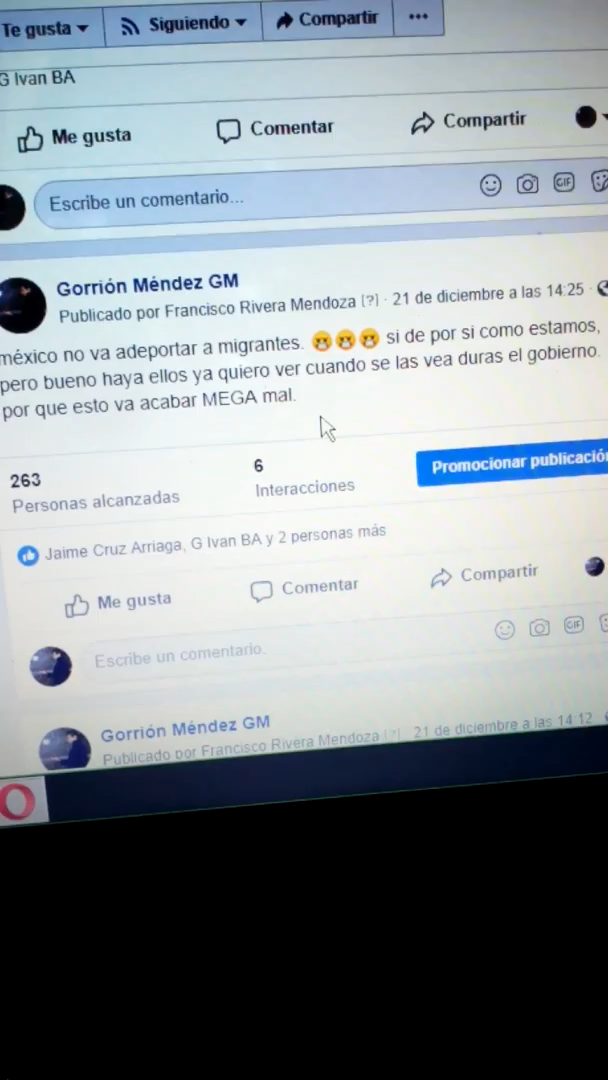 Te gusta Siguiendo Compartir ...
G Ivan BA
Me gusta Comentar Compartir
Escribe un comentario... GIF
Gorrión Méndez GM
Publicado por Francisco Rivera Mendoza [?] · 21 de diciembre a las 14:25 ·
méxico no va adeportar a migrantes. 😷😷😷 si de por si como estamos,
pero bueno haya ellos ya quiero ver cuando se las vea duras el gobierno.
por que esto va acabar MEGA mal.
263 6
Personas alcanzadas Interacciones Promocionar publicación
Jaime Cruz Arriaga, G Ivan BA y 2 personas más
Me gusta Comentar Compartir
Escribe un comentario. GIF
Gorrión Méndez GM
Publicado por Francisco Rivera Mendoza [?] 21 de diciembre a las 14:12